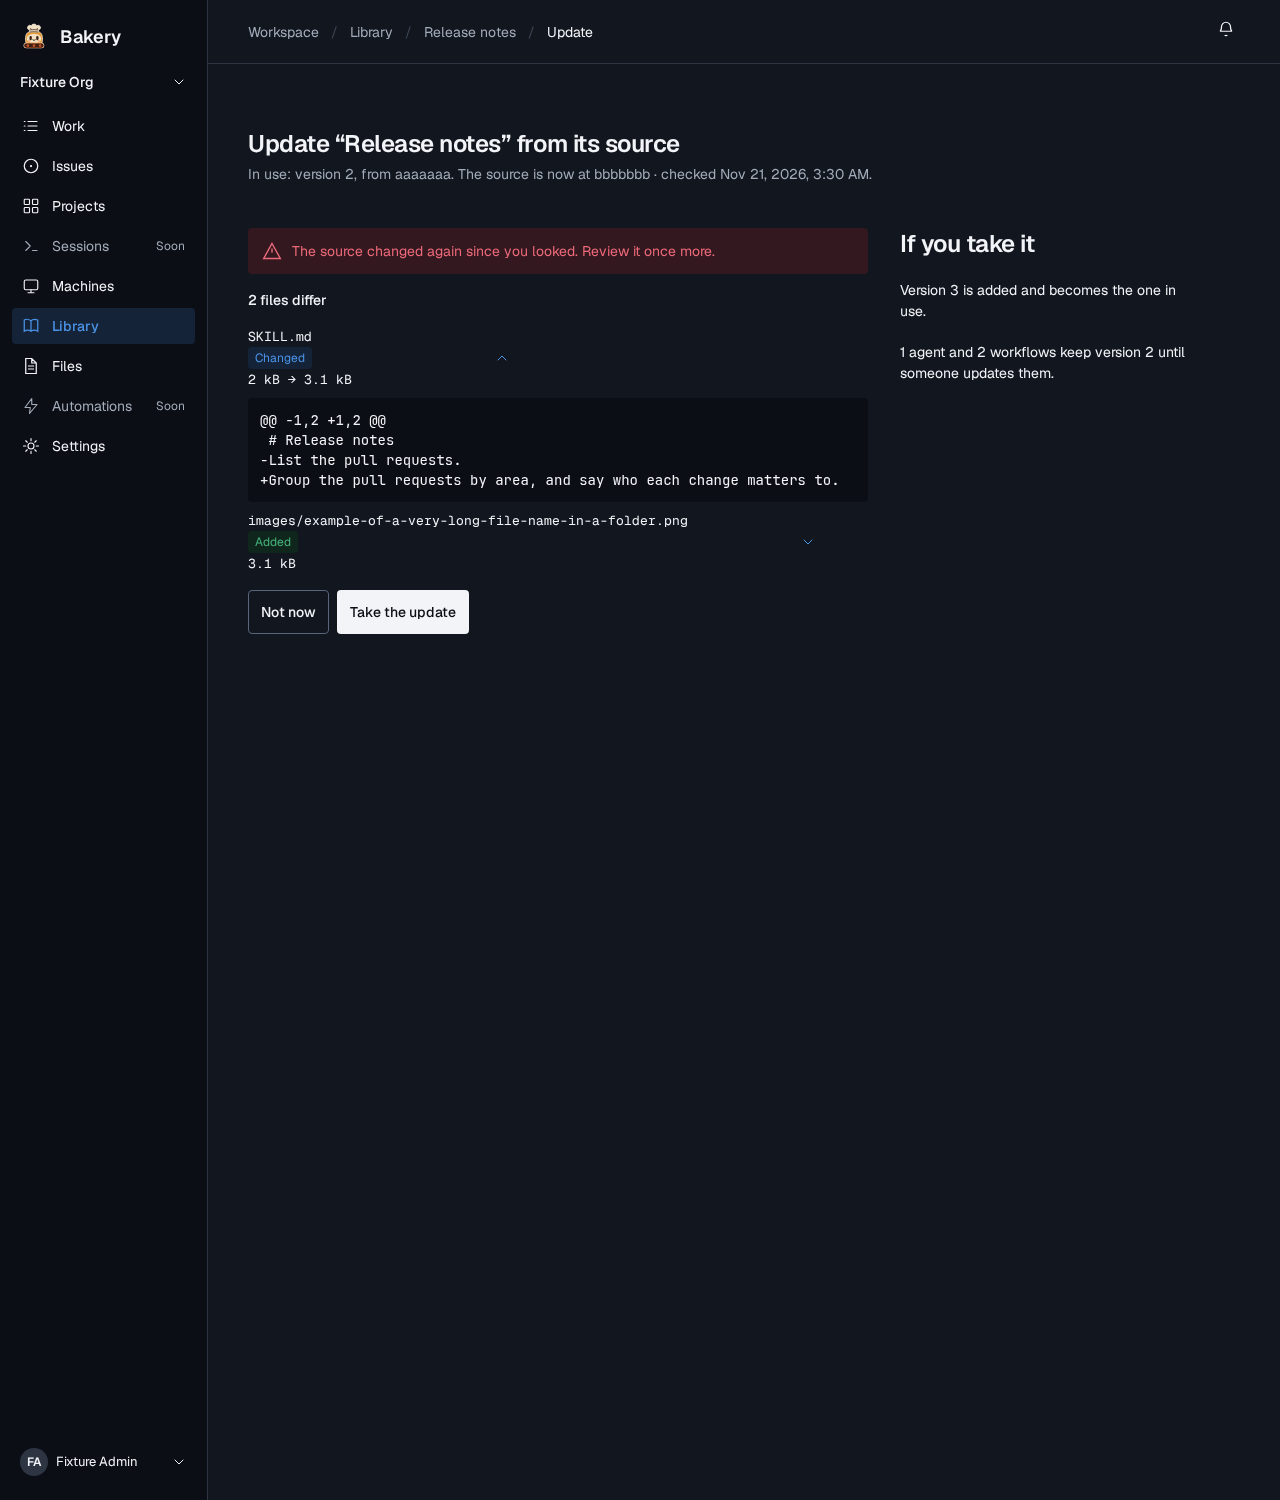 Bakery
Fixture Org
Work
Issues
Projects
Sessions Soon
Machines
Library
Files
Automations Soon
Settings
FA Fixture Admin
Workspace / Library / Release notes / Update
Update “Release notes” from its source
In use: version 2, from aaaaaaa. The source is now at bbbbbbb · checked Nov 21, 2026, 3:30 AM.
The source changed again since you looked. Review it once more.
2 files differ
SKILL.md
Changed
2 kB → 3.1 kB
@@ -1,2 +1,2 @@
 # Release notes
-List the pull requests.
+Group the pull requests by area, and say who each change matters to.
images/example-of-a-very-long-file-name-in-a-folder.png
Added
3.1 kB
Not now
Take the update
If you take it
Version 3 is added and becomes the one in
use.
1 agent and 2 workflows keep version 2 until
someone updates them.